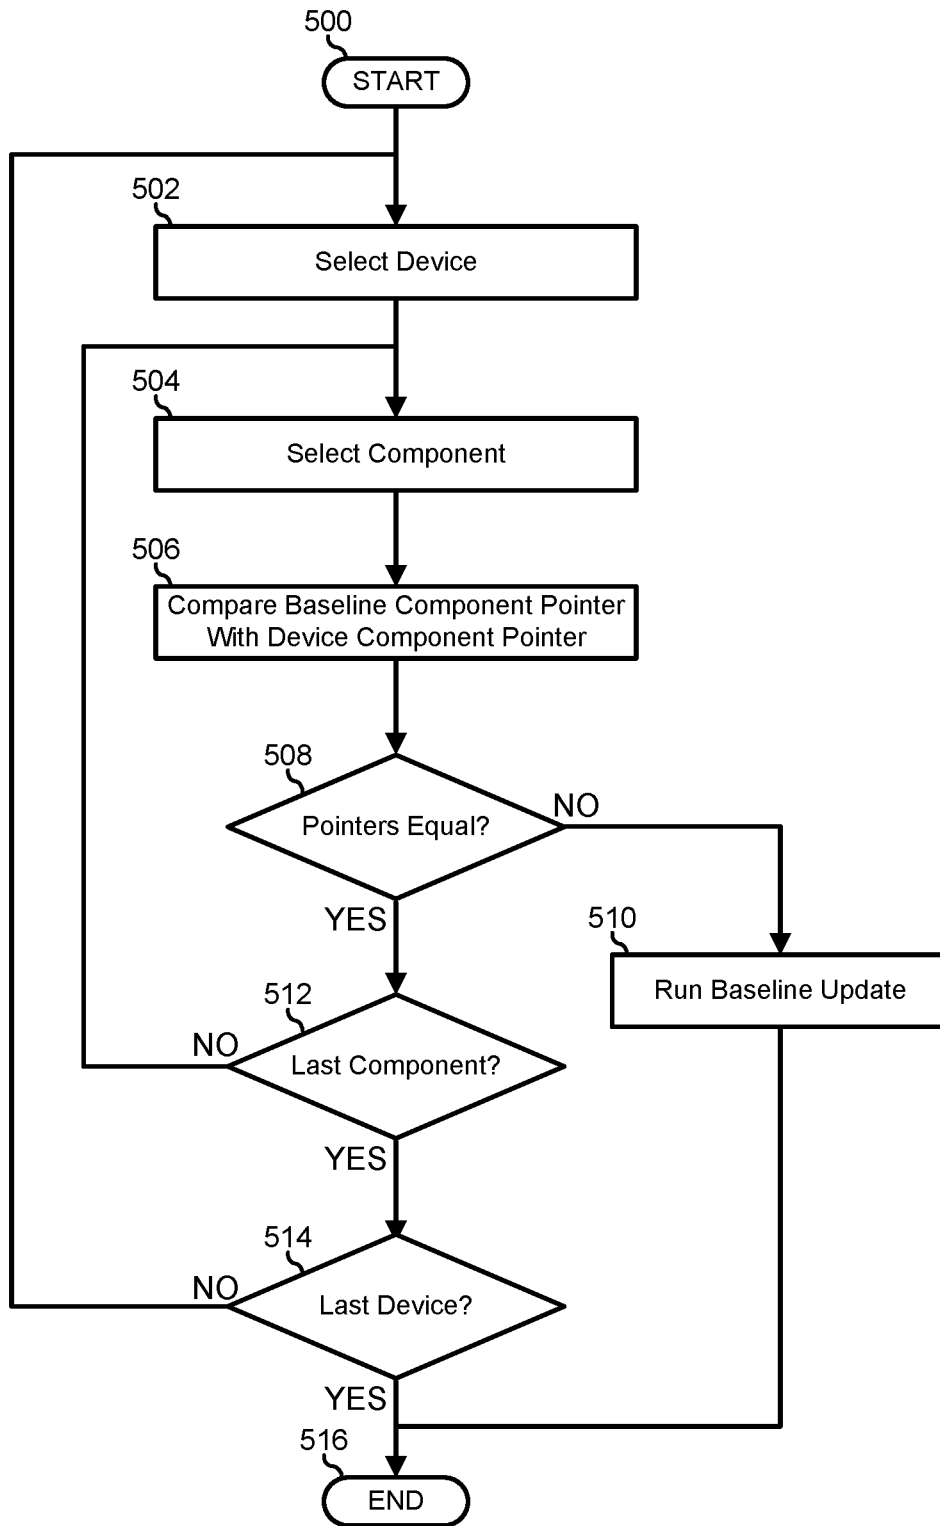 500
START
502
Select Device
504
Select Component
506
Compare Baseline Component Pointer
With Device Component Pointer
508
Pointers Equal?
NO
YES
510
Run Baseline Update
512
Last Component?
NO
YES
514
Last Device?
NO
YES
516
END